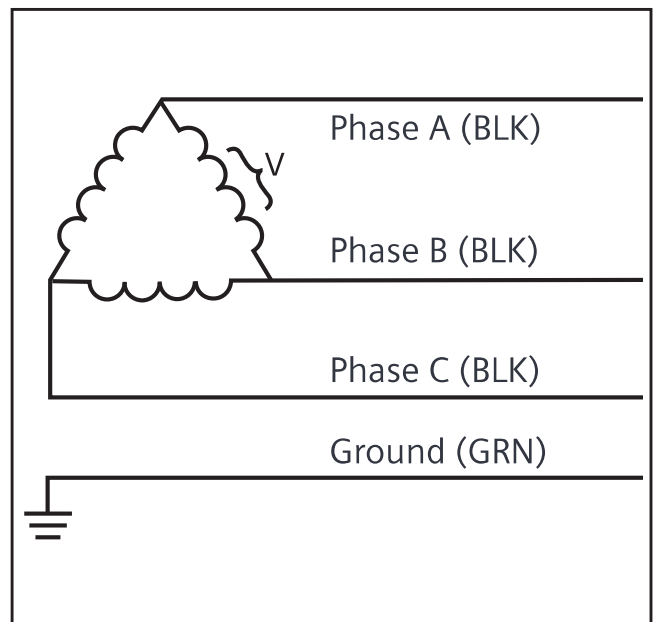 Phase A (BLK)
V
Phase B (BLK)
Phase C (BLK)
Ground (GRN)